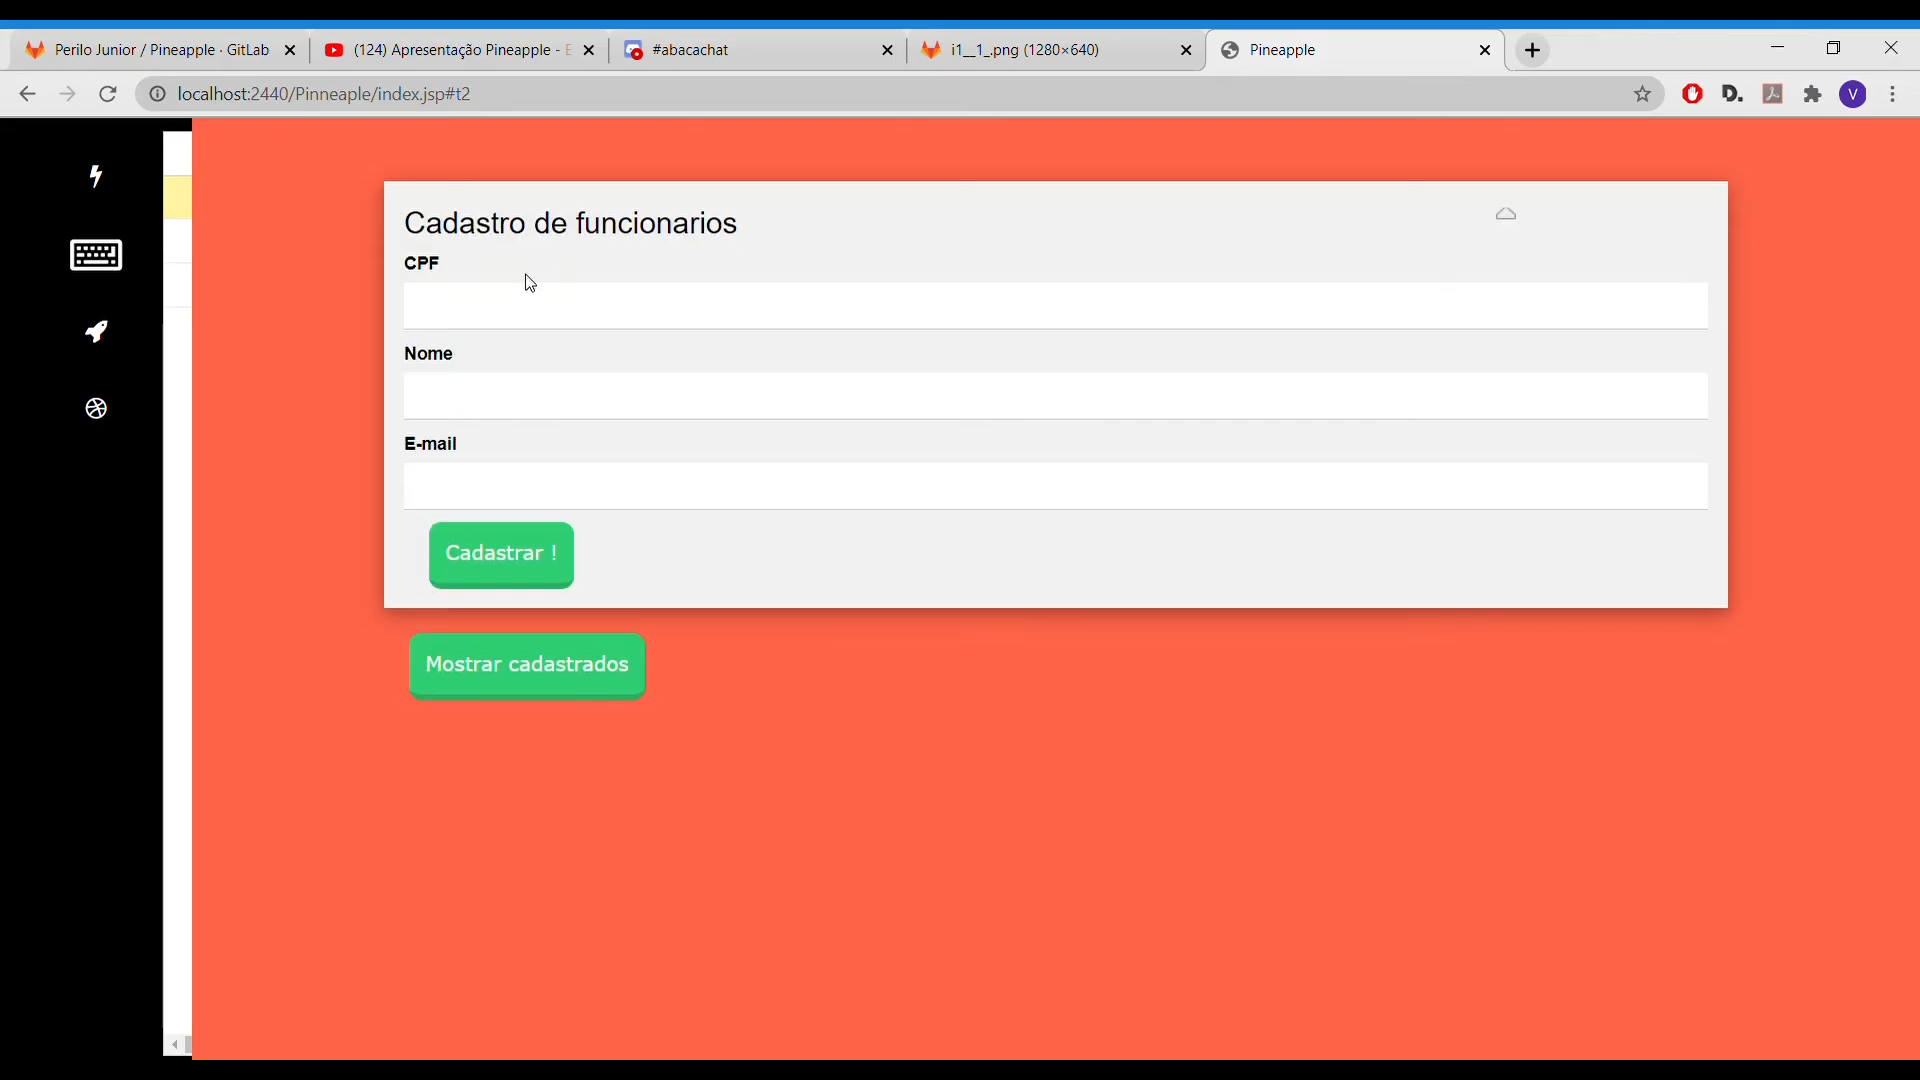 Perilo Junior / Pineapple · GitLab
(124) Apresentação Pineapple -
#abacachat
i1__1_.png (1280×640)
Pineapple
localhost:2440/Pinneaple/index.jsp#t2
D.
V
Cadastro de funcionarios
CPF
Nome
E-mail
Cadastrar !
Mostrar cadastrados